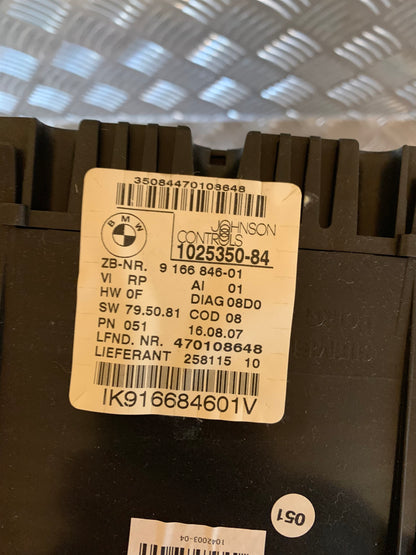 35084470108648
BMW
JOHNSON
CONTROLS
1025350-84
ZB-NR. 9 166 846-01
VI RP AI 01
HW 0F DIAG 08D0
SW 79.50.81 COD 08
PN 051 16.08.07
LFND. NR. 470108648
LIEFERANT 258115 10
IK916684601V
051
1042003-04